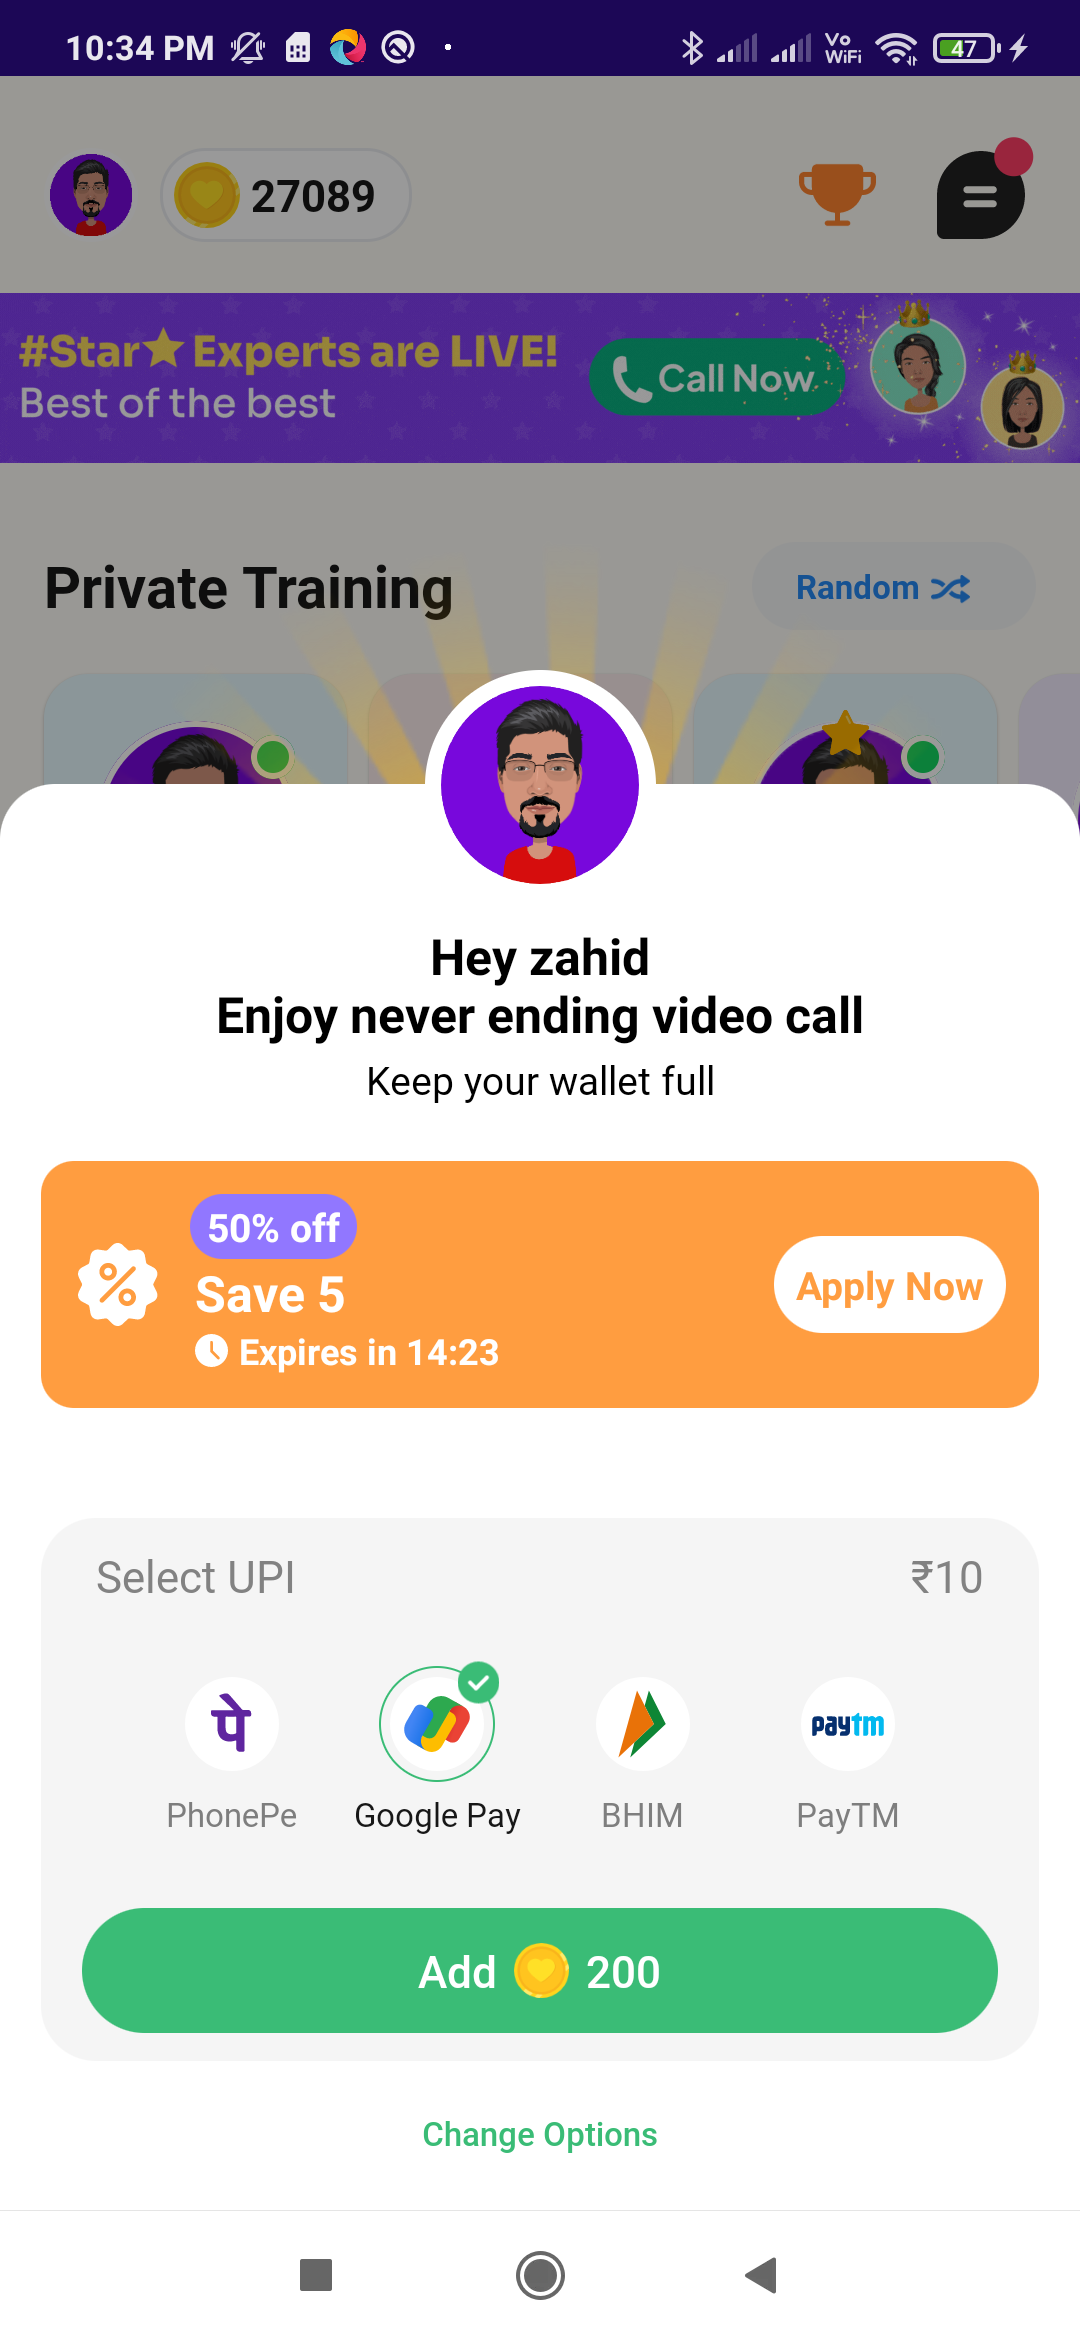 10:34 PM
Vo
WiFi
47
27089
#Star Experts are LIVE!
Best of the best
Call Now
Private Training
Random
Hey zahid
Enjoy never ending video call
Keep your wallet full
50% off
Save 5
Expires in 14:23
Apply Now
Select UPI
₹10
पे
paytm
PhonePe
Google Pay
BHIM
PayTM
Add 200
Change Options